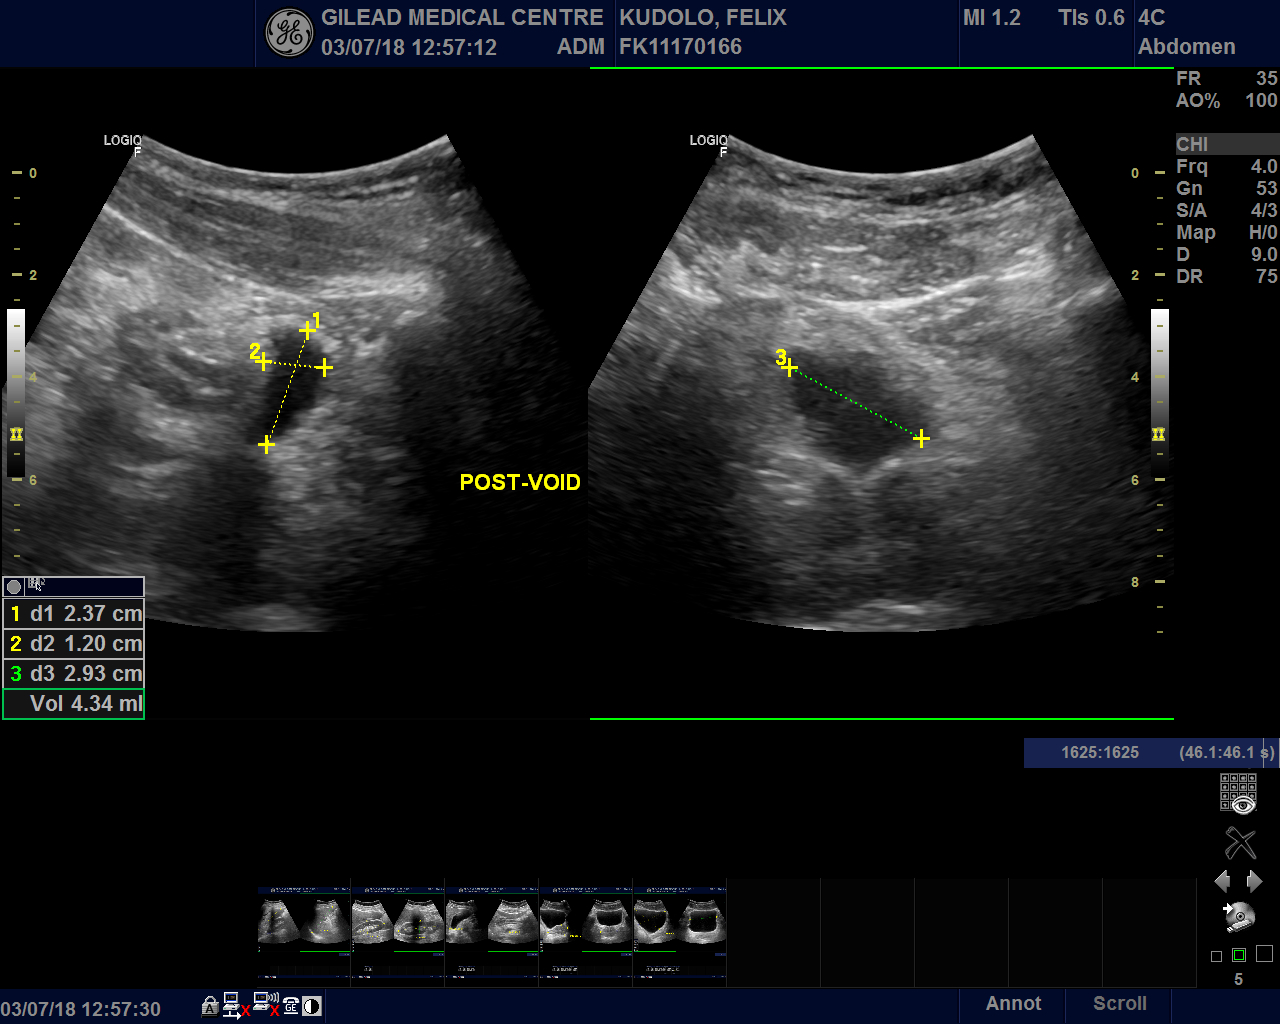 GILEAD MEDICAL CENTRE
03/07/18 12:57:12 ADM
KUDOLO, FELIX
FK11170166
MI 1.2 TIs 0.6
4C
Abdomen
FR 35
AO% 100
CHI
Frq 4.0
Gn 53
S/A 4/3
Map H/0
D 9.0
DR 75
LOGIQ
F
0
2
4
6
1
2
POST-VOID
LOGIQ
F
0
2
4
6
8
3
1 d1 2.37 cm
2 d2 1.20 cm
3 d3 2.93 cm
Vol 4.34 ml
1625:1625 (46.1:46.1 s)
5
03/07/18 12:57:30
Annot
Scroll